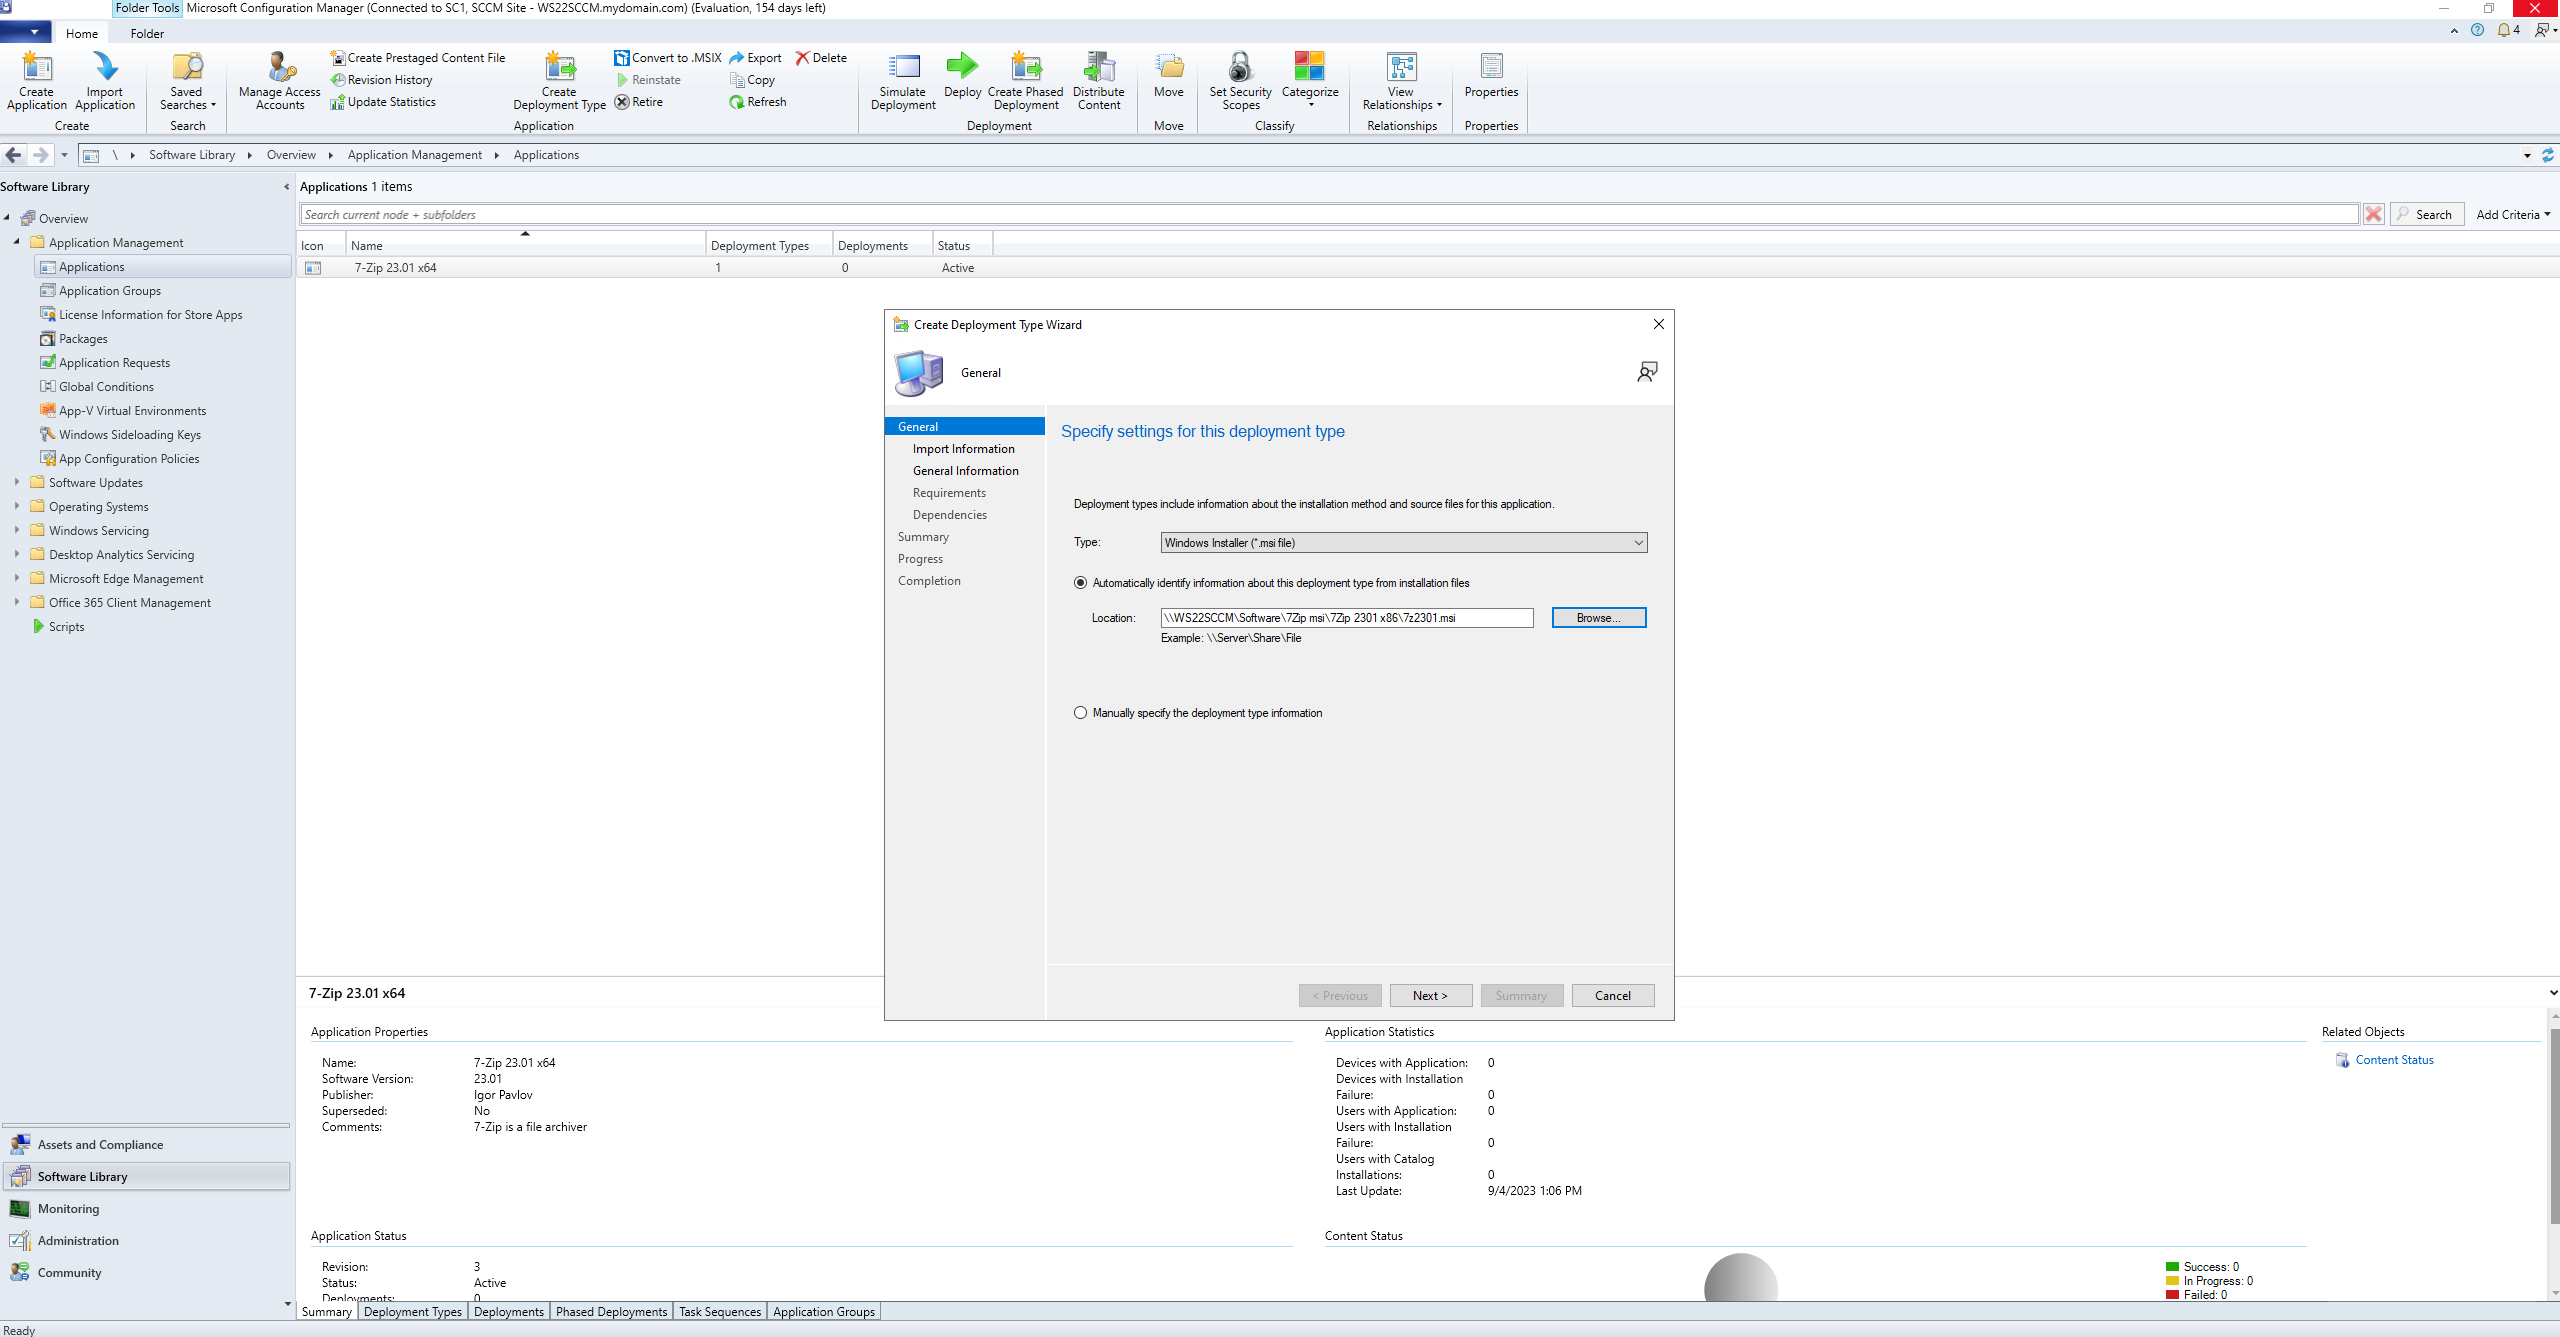 Folder Tools
Microsoft Configuration Manager (Connected to SC1, SCCM Site - WS22SCCM.mydomain.com) (Evaluation, 154 days left)
Home
Folder
4
Create Application
Import Application
Create
Saved Searches
Search
Manage Access Accounts
Create Prestaged Content File
Revision History
Update Statistics
Create Deployment Type
Convert to .MSIX
Reinstate
Retire
Export
Copy
Refresh
Delete
Application
Simulate Deployment
Deploy
Create Phased Deployment
Distribute Content
Deployment
Move
Move
Set Security Scopes
Categorize
Classify
View Relationships
Relationships
Properties
Properties
\ Software Library Overview Application Management Applications
Software Library
Overview
Application Management
Applications
Application Groups
License Information for Store Apps
Packages
Application Requests
Global Conditions
App-V Virtual Environments
Windows Sideloading Keys
App Configuration Policies
Software Updates
Operating Systems
Windows Servicing
Desktop Analytics Servicing
Microsoft Edge Management
Office 365 Client Management
Scripts
Assets and Compliance
Software Library
Monitoring
Administration
Community
Applications 1 items
Search current node + subfolders
Search
Add Criteria
Icon Name Deployment Types Deployments Status
7-Zip 23.01 x64 1 0 Active
Create Deployment Type Wizard
General
General
Import Information
General Information
Requirements
Dependencies
Summary
Progress
Completion
Specify settings for this deployment type
Deployment types include information about the installation method and source files for this application.
Type: Windows Installer (*.msi file)
Automatically identify information about this deployment type from installation files
Location: \\WS22SCCM\Software\7Zip msi\7Zip 2301 x86\7z2301.msi Browse...
Example: \\Server\Share\File
Manually specify the deployment type information
< Previous Next > Summary Cancel
7-Zip 23.01 x64
Application Properties
Name: 7-Zip 23.01 x64
Software Version: 23.01
Publisher: Igor Pavlov
Superseded: No
Comments: 7-Zip is a file archiver
Application Statistics
Devices with Application: 0
Devices with Installation
Failure: 0
Users with Application: 0
Users with Installation
Failure: 0
Users with Catalog
Installations: 0
Last Update: 9/4/2023 1:06 PM
Related Objects
Content Status
Application Status
Revision: 3
Status: Active
Deployments: 0
Content Status
Success: 0
In Progress: 0
Failed: 0
Summary Deployment Types Deployments Phased Deployments Task Sequences Application Groups
Ready